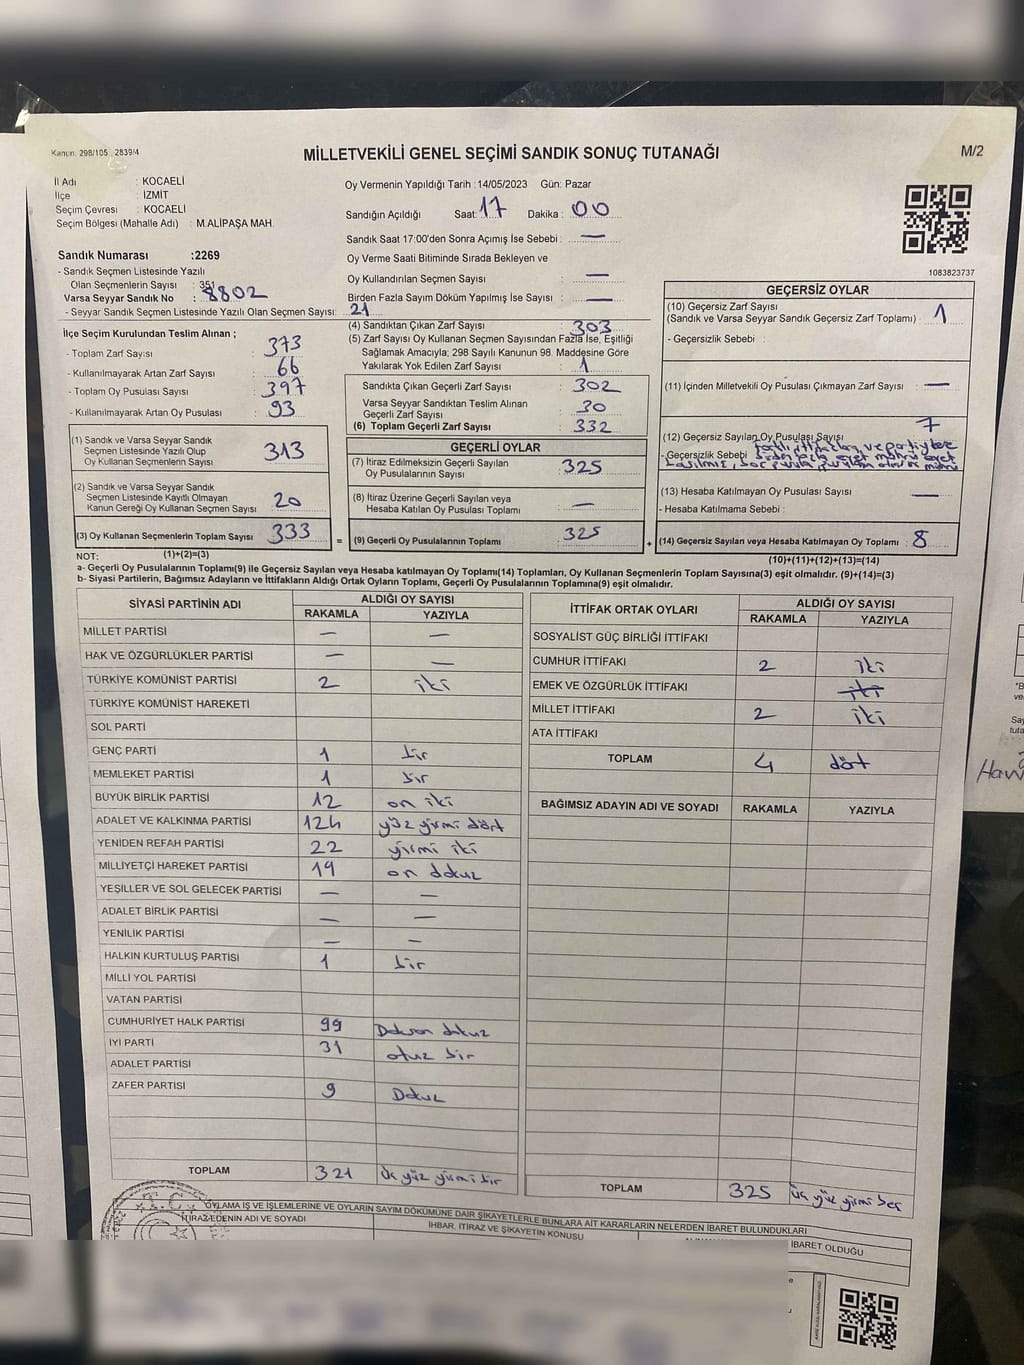 Kanun: 298/105 , 2839/4
MİLLETVEKİLİ GENEL SEÇİMİ SANDIK SONUÇ TUTANAĞI
M/2
İl Adı : KOCAELİ
İlçe : İZMİT
Seçim Çevresi : KOCAELİ
Seçim Bölgesi (Mahalle Adı) : M.ALİPAŞA MAH.
Sandık Numarası :2269
- Sandık Seçmen Listesinde Yazılı
Olan Seçmenlerin Sayısı : 351
Varsa Seyyar Sandık No : 8802
- Seyyar Sandık Seçmen Listesinde Yazılı Olan Seçmen Sayısı: 21
Oy Vermenin Yapıldığı Tarih :14/05/2023 Gün: Pazar
Sandığın Açıldığı Saat: 17 Dakika : 00
Sandık Saat 17:00'den Sonra Açımış İse Sebebi : —
Oy Verme Saati Bitiminde Sırada Bekleyen ve
Oy Kullandırılan Seçmen Sayısı : —
Birden Fazla Sayım Döküm Yapılmış İse Sayısı : —
1083823737
İlçe Seçim Kurulundan Teslim Alınan ;
- Toplam Zarf Sayısı : 373
- Kullanılmayarak Artan Zarf Sayısı : 66
- Toplam Oy Pusulası Sayısı : 397
- Kullanılmayarak Artan Oy Pusulası : 93
(4) Sandıktan Çıkan Zarf Sayısı : 303
(5) Zarf Sayısı Oy Kullanan Seçmen Sayısından Fazla İse, Eşitliği
Sağlamak Amacıyla; 298 Sayılı Kanunun 98. Maddesine Göre
Yakılarak Yok Edilen Zarf Sayısı : 1
Sandıkta Çıkan Geçerli Zarf Sayısı : 302
Varsa Seyyar Sandıktan Teslim Alınan
Geçerli Zarf Sayısı : 30
(6) Toplam Geçerli Zarf Sayısı : 332
GEÇERSİZ OYLAR
(10) Geçersiz Zarf Sayısı
(Sandık ve Varsa Seyyar Sandık Geçersiz Zarf Toplamı) : 1
- Geçersizlik Sebebi :
(11) İçinden Milletvekili Oy Pusulası Çıkmayan Zarf Sayısı : —
7
(12) Geçersiz Sayılan Oy Pusulası Sayısı
- Geçersizlik Sebebi
(13) Hesaba Katılmayan Oy Pusulası Sayısı : —
- Hesaba Katılmama Sebebi :
(14) Geçersiz Sayılan veya Hesaba Katılmayan Oy Toplamı : 8
(1) Sandık ve Varsa Seyyar Sandık
Seçmen Listesinde Yazılı Olup
Oy Kullanan Seçmenlerin Sayısı : 313
(2) Sandık ve Varsa Seyyar Sandık
Seçmen Listesinde Kayıtlı Olmayan
Kanun Gereği Oy Kullanan Seçmen Sayısı : 20
(3) Oy Kullanan Seçmenlerin Toplam Sayısı : 333 =
GEÇERLİ OYLAR
(7) İtiraz Edilmeksizin Geçerli Sayılan
Oy Pusulalarının Sayısı : 325
(8) İtiraz Üzerine Geçerli Sayılan veya
Hesaba Katılan Oy Pusulası Toplamı : —
(9) Geçerli Oy Pusulalarının Toplamı : 325 +
NOT: (1)+(2)=(3)
(10)+(11)+(12)+(13)=(14)
a- Geçerli Oy Pusulalarının Toplamı(9) ile Geçersiz Sayılan veya Hesaba katılmayan Oy Toplamı(14) Toplamları, Oy Kullanan Seçmenlerin Toplam Sayısına(3) eşit olmalıdır. (9)+(14)=(3)
b- Siyasi Partilerin, Bağımsız Adayların ve İttifakların Aldığı Ortak Oyların Toplamı, Geçerli Oy Pusulalarının Toplamına(9) eşit olmalıdır.
SİYASİ PARTİNİN ADI ALDIĞI OY SAYISI
RAKAMLA YAZIYLA
MİLLET PARTİSİ — —
HAK VE ÖZGÜRLÜKLER PARTİSİ — —
TÜRKİYE KOMÜNİST PARTİSİ 2 iki
TÜRKİYE KOMÜNİST HAREKETİ
SOL PARTİ
GENÇ PARTİ 1 bir
MEMLEKET PARTİSİ 1 bir
BÜYÜK BİRLİK PARTİSİ 12 on iki
ADALET VE KALKINMA PARTİSİ 124 yüz yirmi dört
YENİDEN REFAH PARTİSİ 22 yirmi iki
MİLLİYETÇİ HAREKET PARTİSİ 19 on dokuz
YEŞİLLER VE SOL GELECEK PARTİSİ — —
ADALET BİRLİK PARTİSİ — —
YENİLİK PARTİSİ — —
HALKIN KURTULUŞ PARTİSİ 1 bir
MİLLİ YOL PARTİSİ
VATAN PARTİSİ
CUMHURİYET HALK PARTİSİ 99 Doksan dokuz
İYİ PARTİ 31 otuz bir
ADALET PARTİSİ
ZAFER PARTİSİ 9 Dokuz
TOPLAM 321 üç yüz yirmi bir
İTTİFAK ORTAK OYLARI ALDIĞI OY SAYISI
RAKAMLA YAZIYLA
SOSYALİST GÜÇ BİRLİĞİ İTTİFAKI
CUMHUR İTTİFAKI 2 iki
EMEK VE ÖZGÜRLÜK İTTİFAKI iki
MİLLET İTTİFAKI 2 iki
ATA İTTİFAKI
TOPLAM 4 dört
BAĞIMSIZ ADAYIN ADI VE SOYADI RAKAMLA YAZIYLA
TOPLAM 325 üç yüz yirmi beş
T.C.
OYLAMA İŞ VE İŞLEMLERİNE VE OYLARIN SAYIM DÖKÜMÜNE DAİR ŞİKAYETLERLE BUNLARA AİT KARARLARIN NELERDEN İBARET BULUNDUKLARI
İTİRAZ EDENİN ADI VE SOYADI
İHBAR, İTİRAZ VE ŞİKAYETİN KONUSU
İBARET OLDUĞU